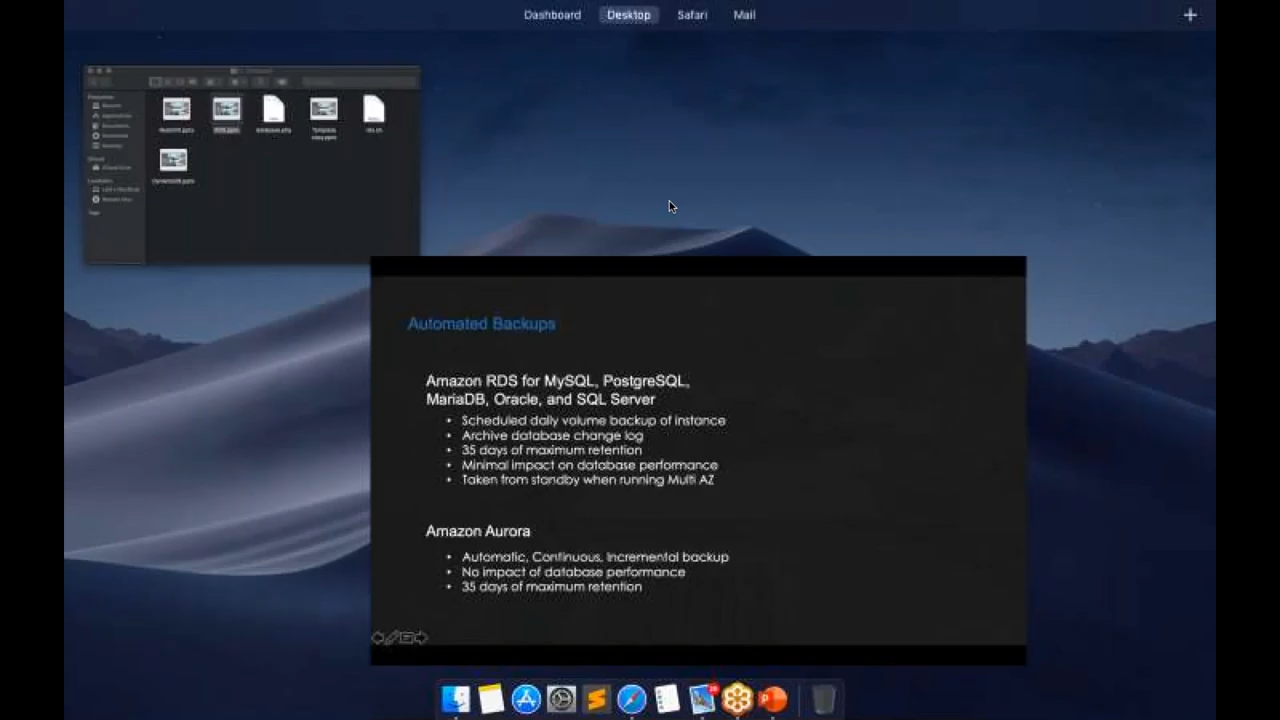 Dashboard
Desktop
Safari
Mail
Automated Backups
Amazon RDS for MySQL, PostgreSQL,
MariaDB, Oracle, and SQL Server
• Scheduled daily volume backup of instance
• Archive database change log
• 35 days of maximum retention
• Minimal impact on database performance
• Taken from standby when running Multi AZ
Amazon Aurora
• Automatic, Continuous, Incremental backup
• No impact of database performance
• 35 days of maximum retention